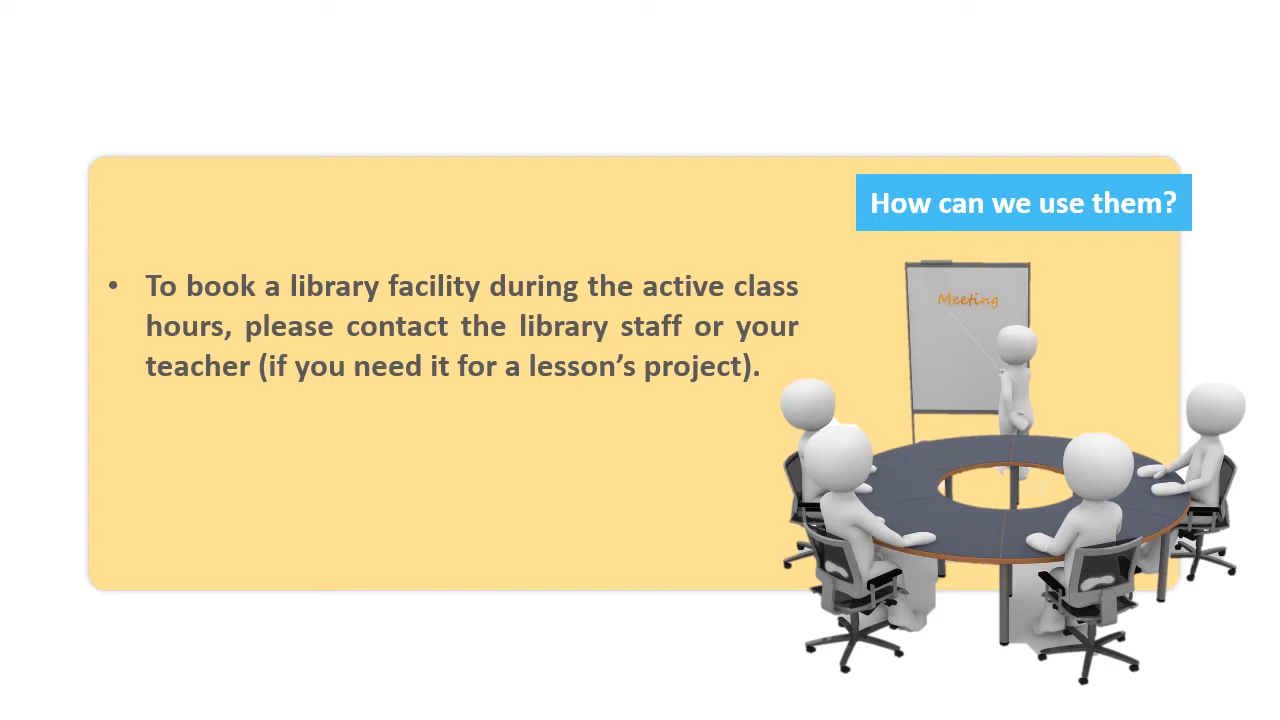 How can we use them?
• To book a library facility during the active class
hours, please contact the library staff or your
teacher (if you need it for a lesson’s project).
Meeting